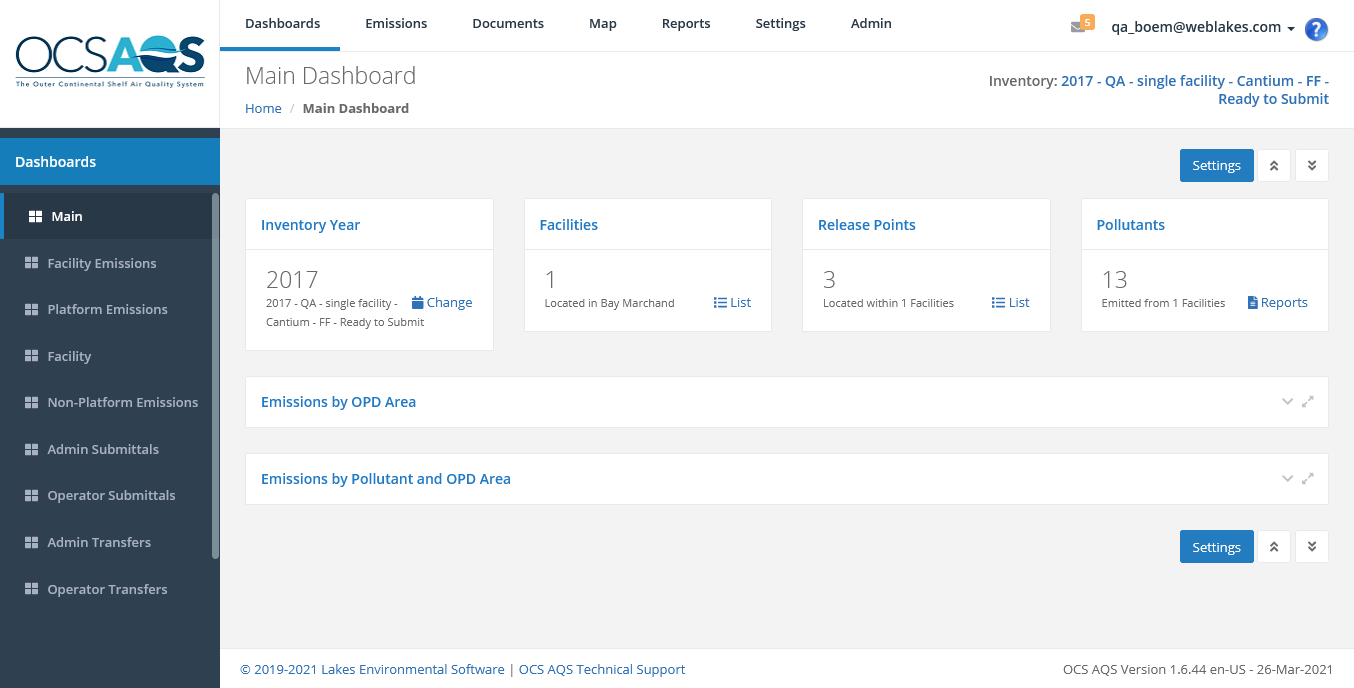 OCSAQS
The Outer Continental Shelf Air Quality System
Dashboards Emissions Documents Map Reports Settings Admin
5 qa_boem@weblakes.com ?
Main Dashboard
Home / Main Dashboard
Inventory: 2017 - QA - single facility - Cantium - FF -
Ready to Submit
Dashboards
Main
Facility Emissions
Platform Emissions
Facility
Non-Platform Emissions
Admin Submittals
Operator Submittals
Admin Transfers
Operator Transfers
Settings
Inventory Year
2017
2017 - QA - single facility - Change
Cantium - FF - Ready to Submit
Facilities
1
Located in Bay Marchand List
Release Points
3
Located within 1 Facilities List
Pollutants
13
Emitted from 1 Facilities Reports
Emissions by OPD Area
Emissions by Pollutant and OPD Area
Settings
© 2019-2021 Lakes Environmental Software | OCS AQS Technical Support
OCS AQS Version 1.6.44 en-US - 26-Mar-2021